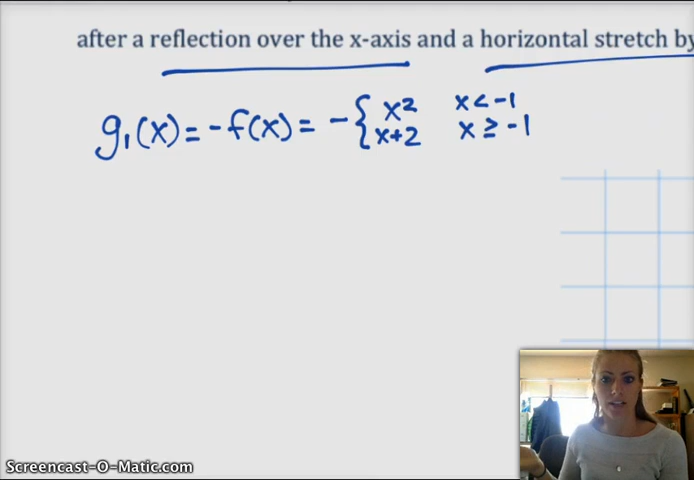 after a reflection over the x-axis and a horizontal stretch by
g₁(x) = -f(x) = -{ x² x < -1
x+2 x ≥ -1
Screencast-O-Matic.com